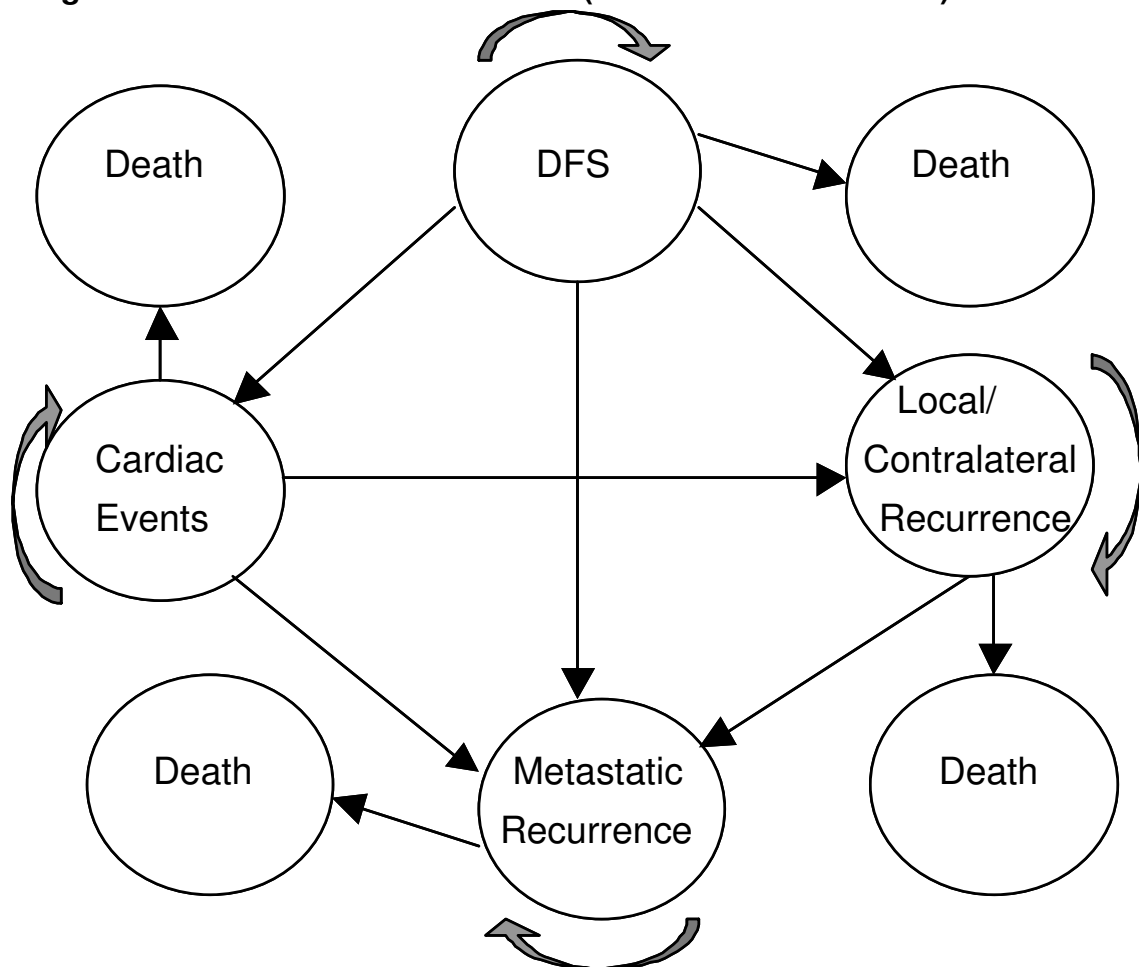 Death
DFS
Death
Cardiac
Events
Local/
Contralateral
Recurrence
Death
Metastatic
Recurrence
Death